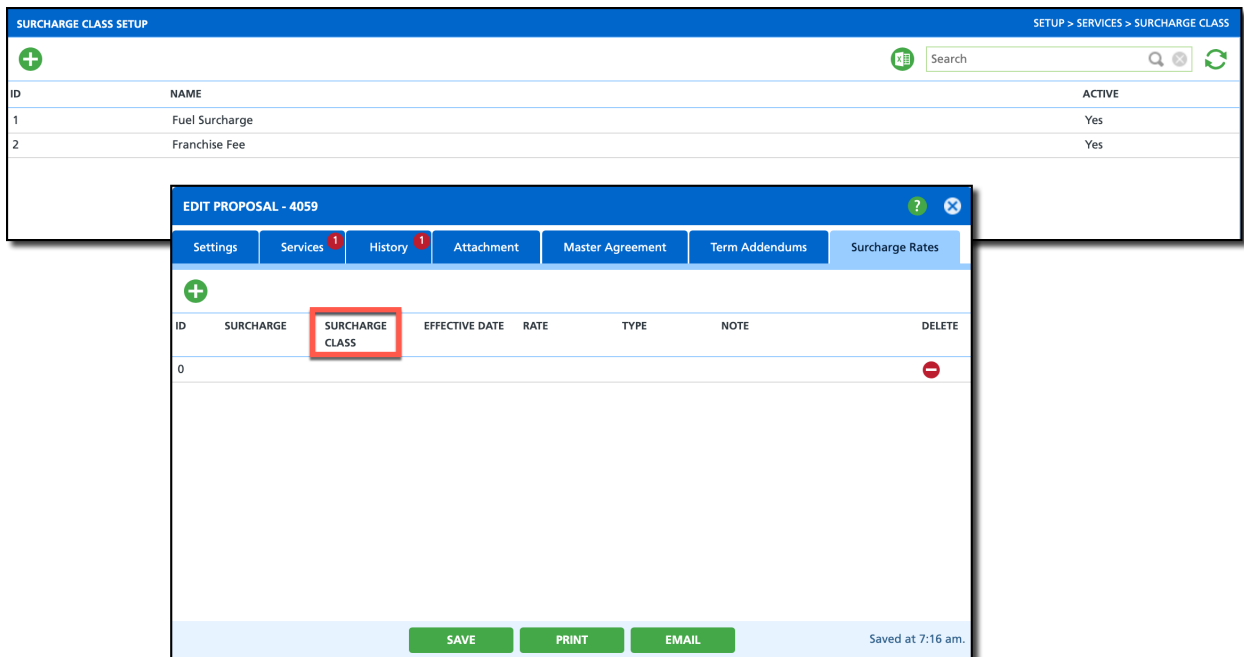 SURCHARGE CLASS SETUP SETUP > SERVICES > SURCHARGE CLASS
Search
ID NAME ACTIVE
1 Fuel Surcharge Yes
2 Franchise Fee Yes
EDIT PROPOSAL - 4059 ?
Settings Services 1 History 1 Attachment Master Agreement Term Addendums Surcharge Rates
ID SURCHARGE SURCHARGE EFFECTIVE DATE RATE TYPE NOTE DELETE
CLASS
0
SAVE PRINT EMAIL Saved at 7:16 am.